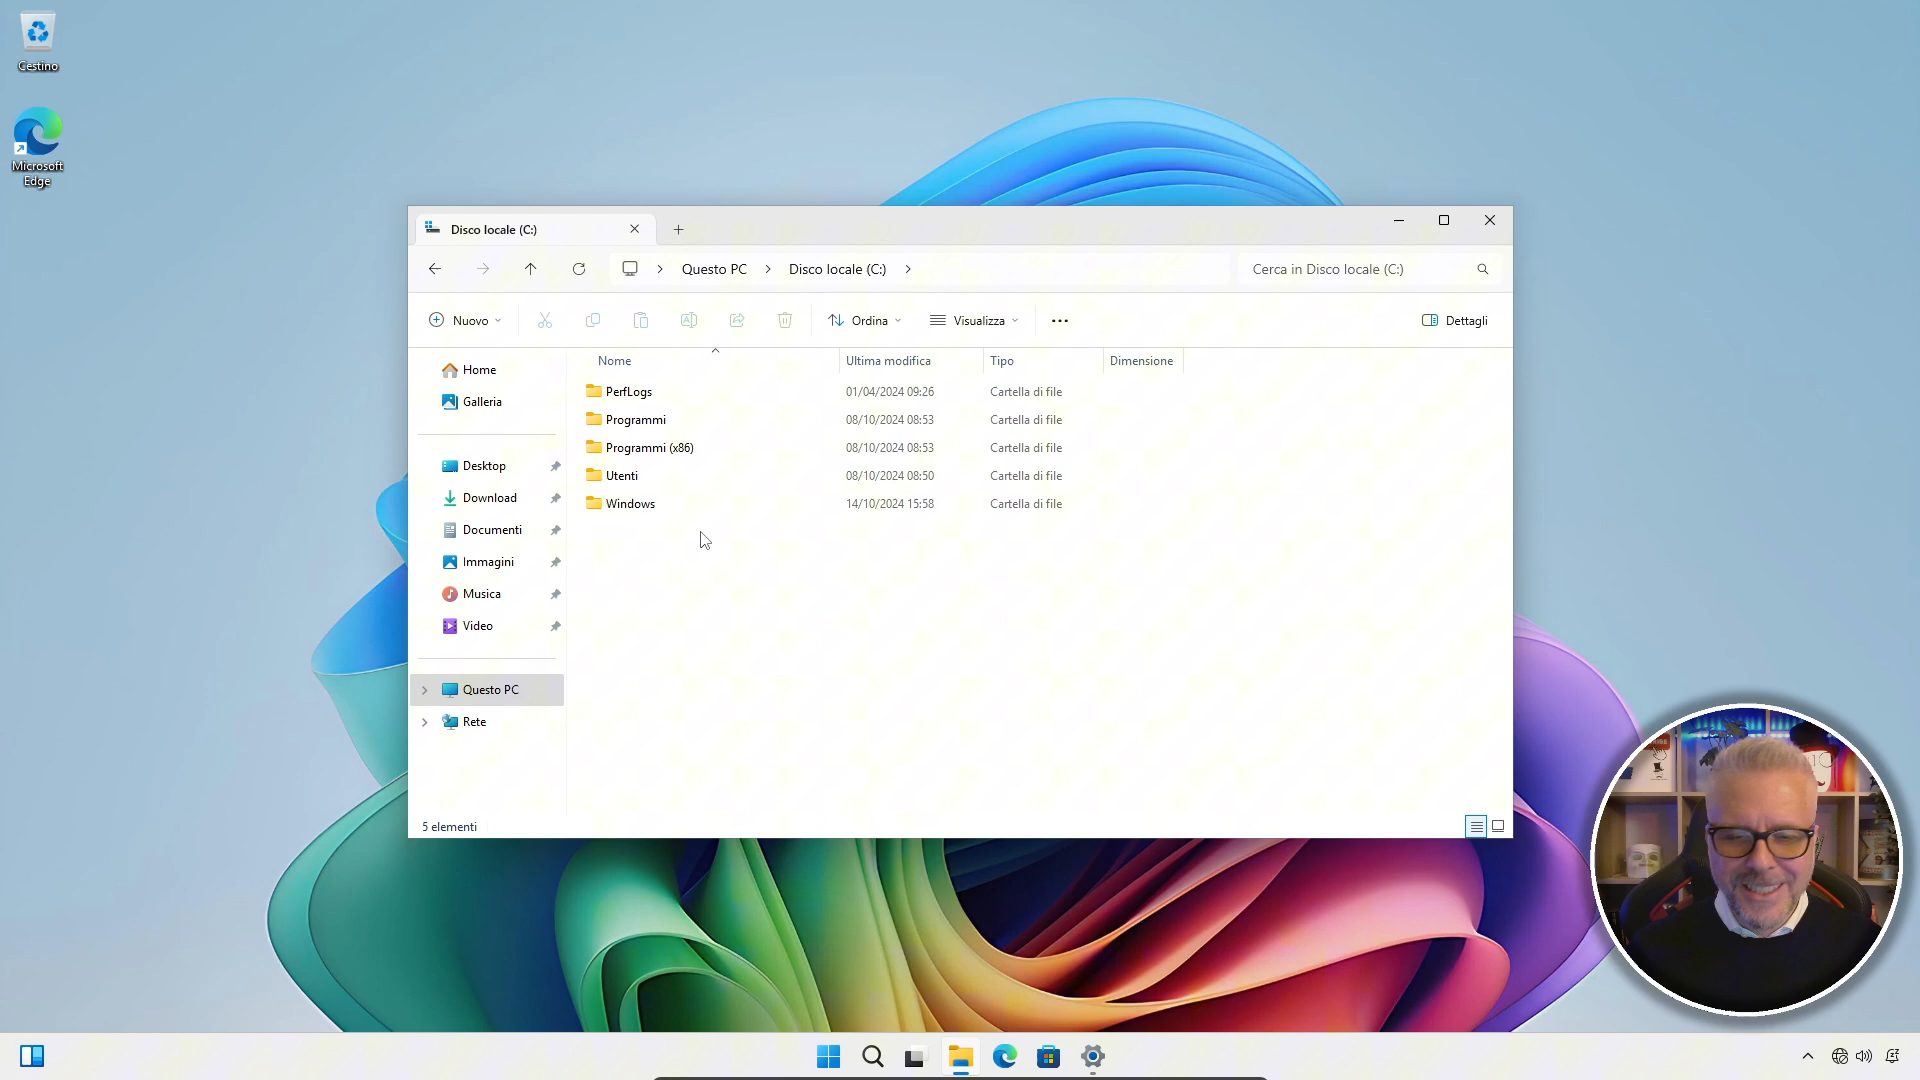 Cestino
Microsoft
Edge
Disco locale (C:)
Questo PC
Disco locale (C:)
Cerca in Disco locale (C:)
Nuovo
Ordina
Visualizza
Dettagli
Home
Galleria
Desktop
Download
Documenti
Immagini
Musica
Video
Questo PC
Rete
Nome Ultima modifica Tipo Dimensione
PerfLogs 01/04/2024 09:26 Cartella di file
Programmi 08/10/2024 08:53 Cartella di file
Programmi (x86) 08/10/2024 08:53 Cartella di file
Utenti 08/10/2024 08:50 Cartella di file
Windows 14/10/2024 15:58 Cartella di file
5 elementi